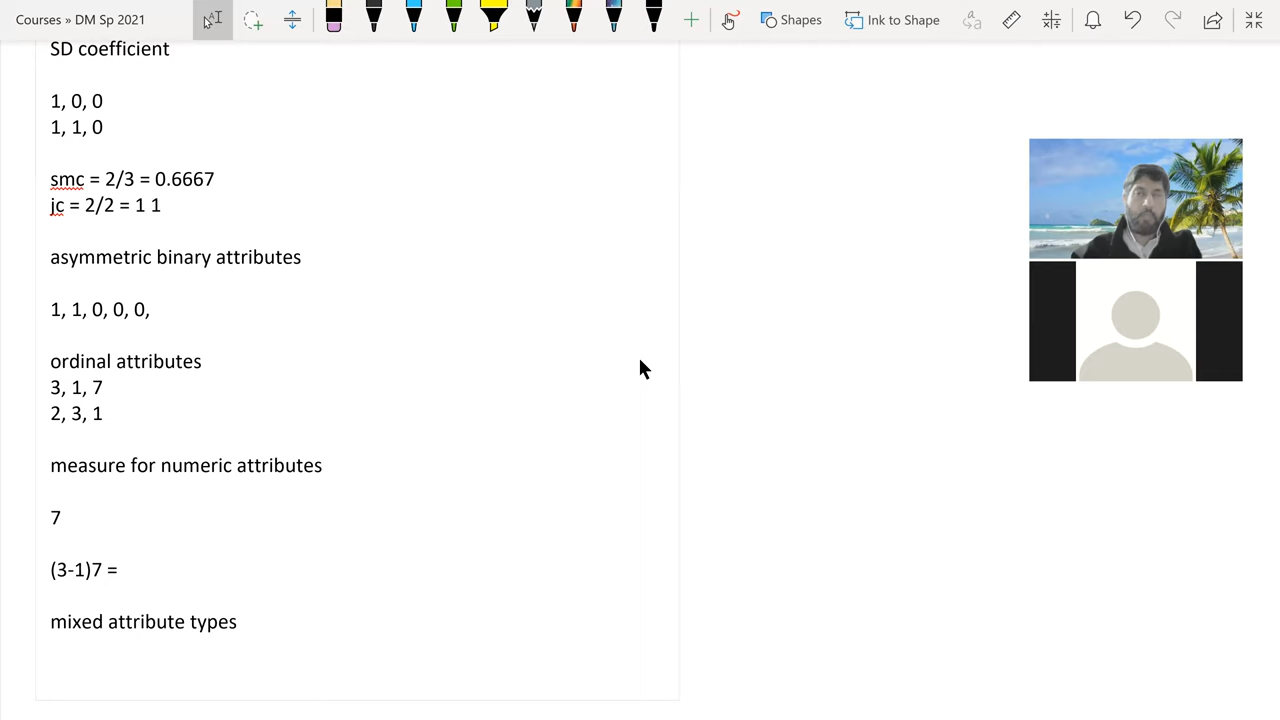 Courses » DM Sp 2021
Shapes
Ink to Shape
SD coefficient
1, 0, 0
1, 1, 0
smc = 2/3 = 0.6667
jc = 2/2 = 1 1
asymmetric binary attributes
1, 1, 0, 0, 0,
ordinal attributes
3, 1, 7
2, 3, 1
measure for numeric attributes
7
(3-1)7 =
mixed attribute types